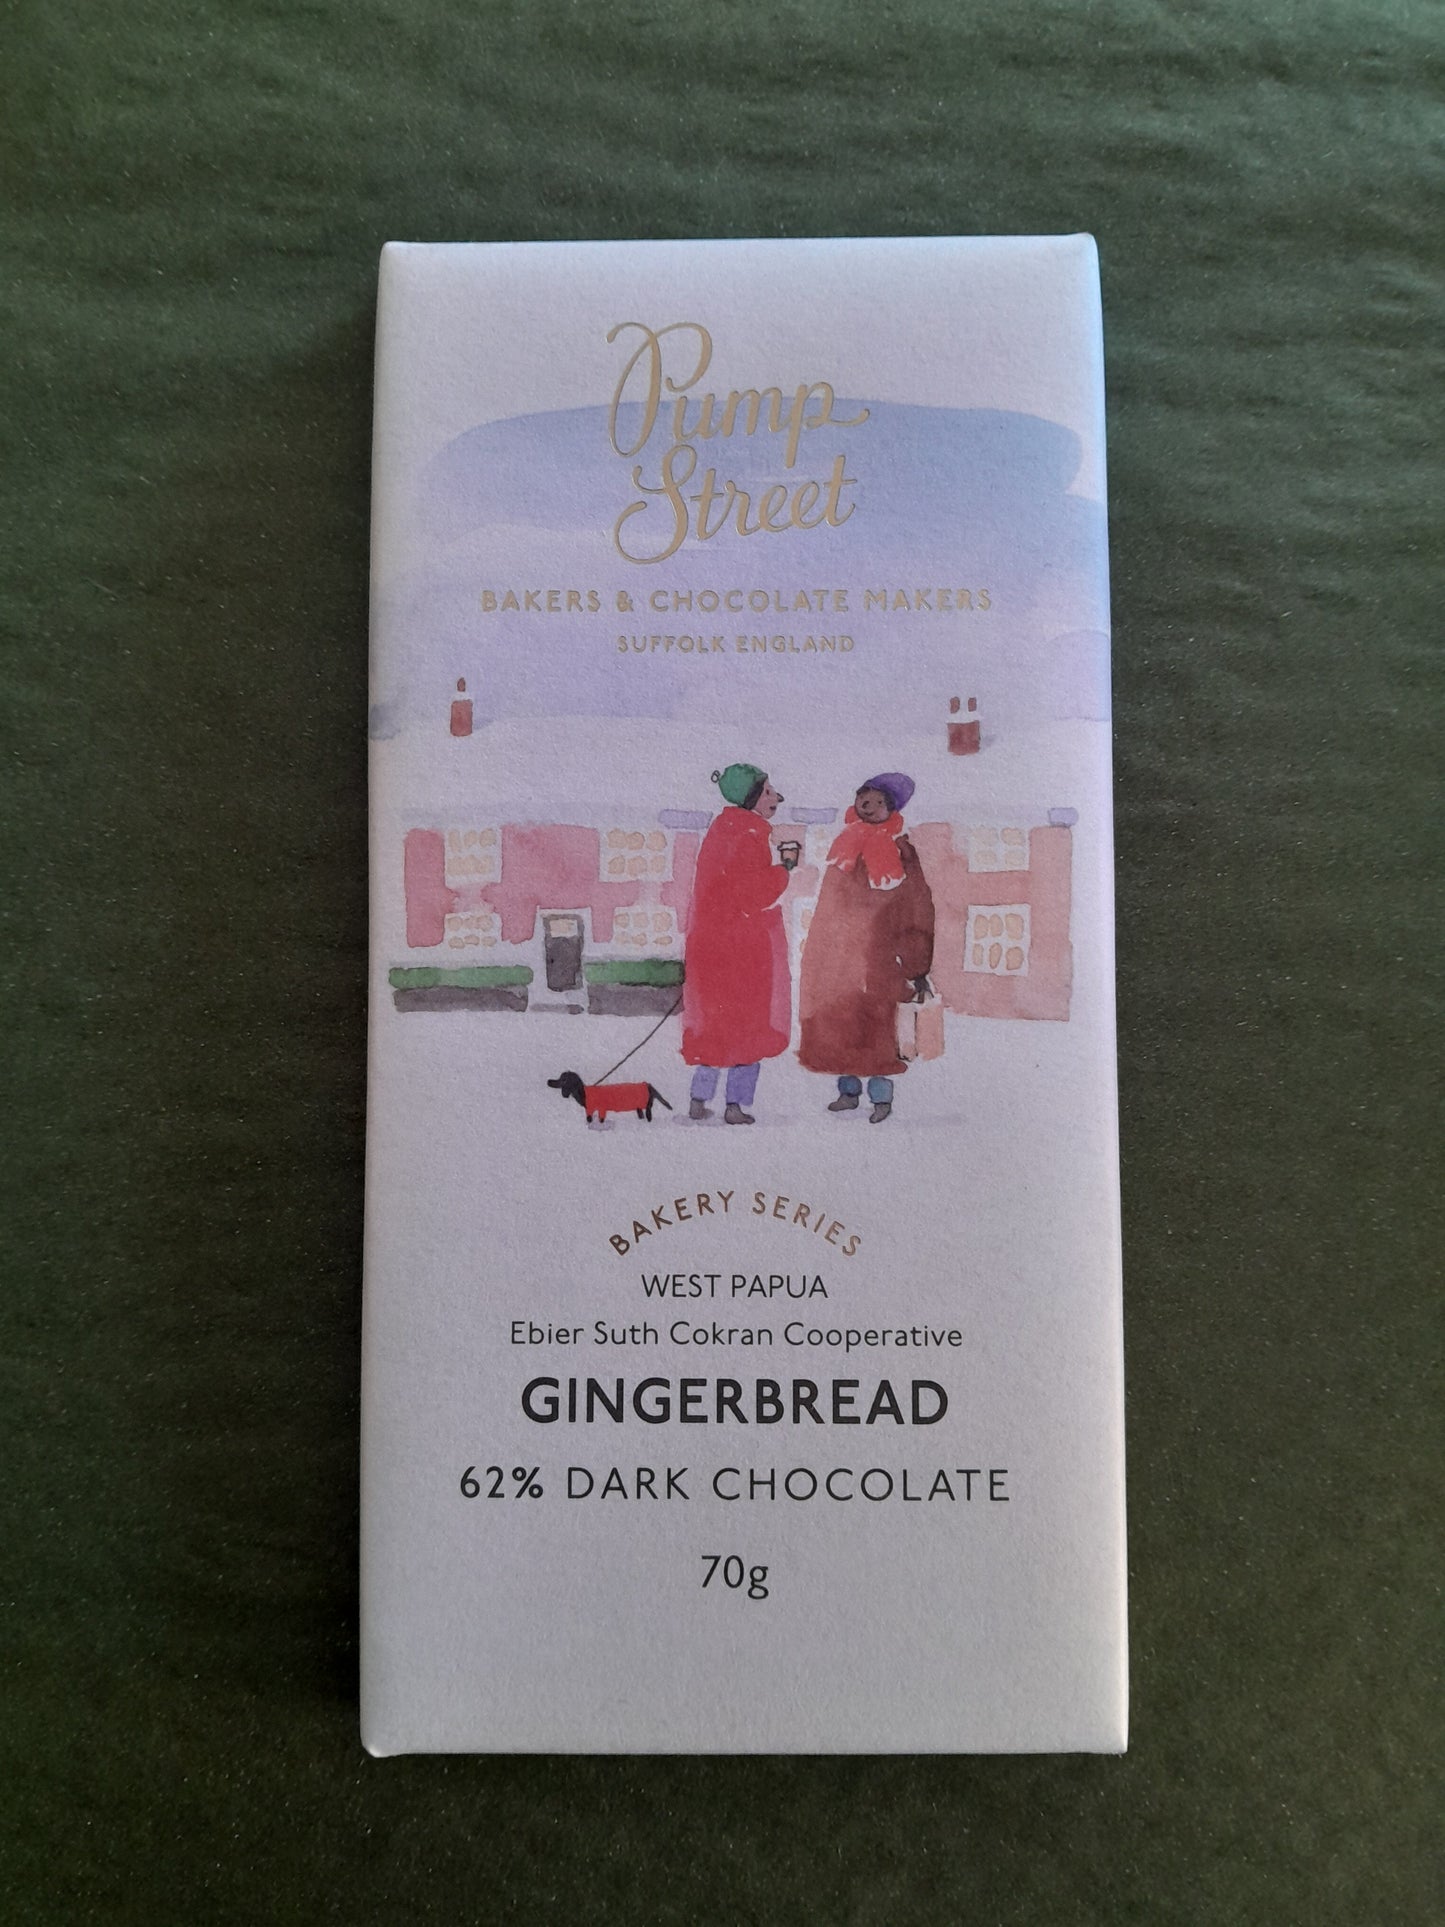 Pump
Street
BAKERS & CHOCOLATE MAKERS
SUFFOLK ENGLAND
BAKERY SERIES
WEST PAPUA
Ebier Suth Cokran Cooperative
GINGERBREAD
62% DARK CHOCOLATE
70g